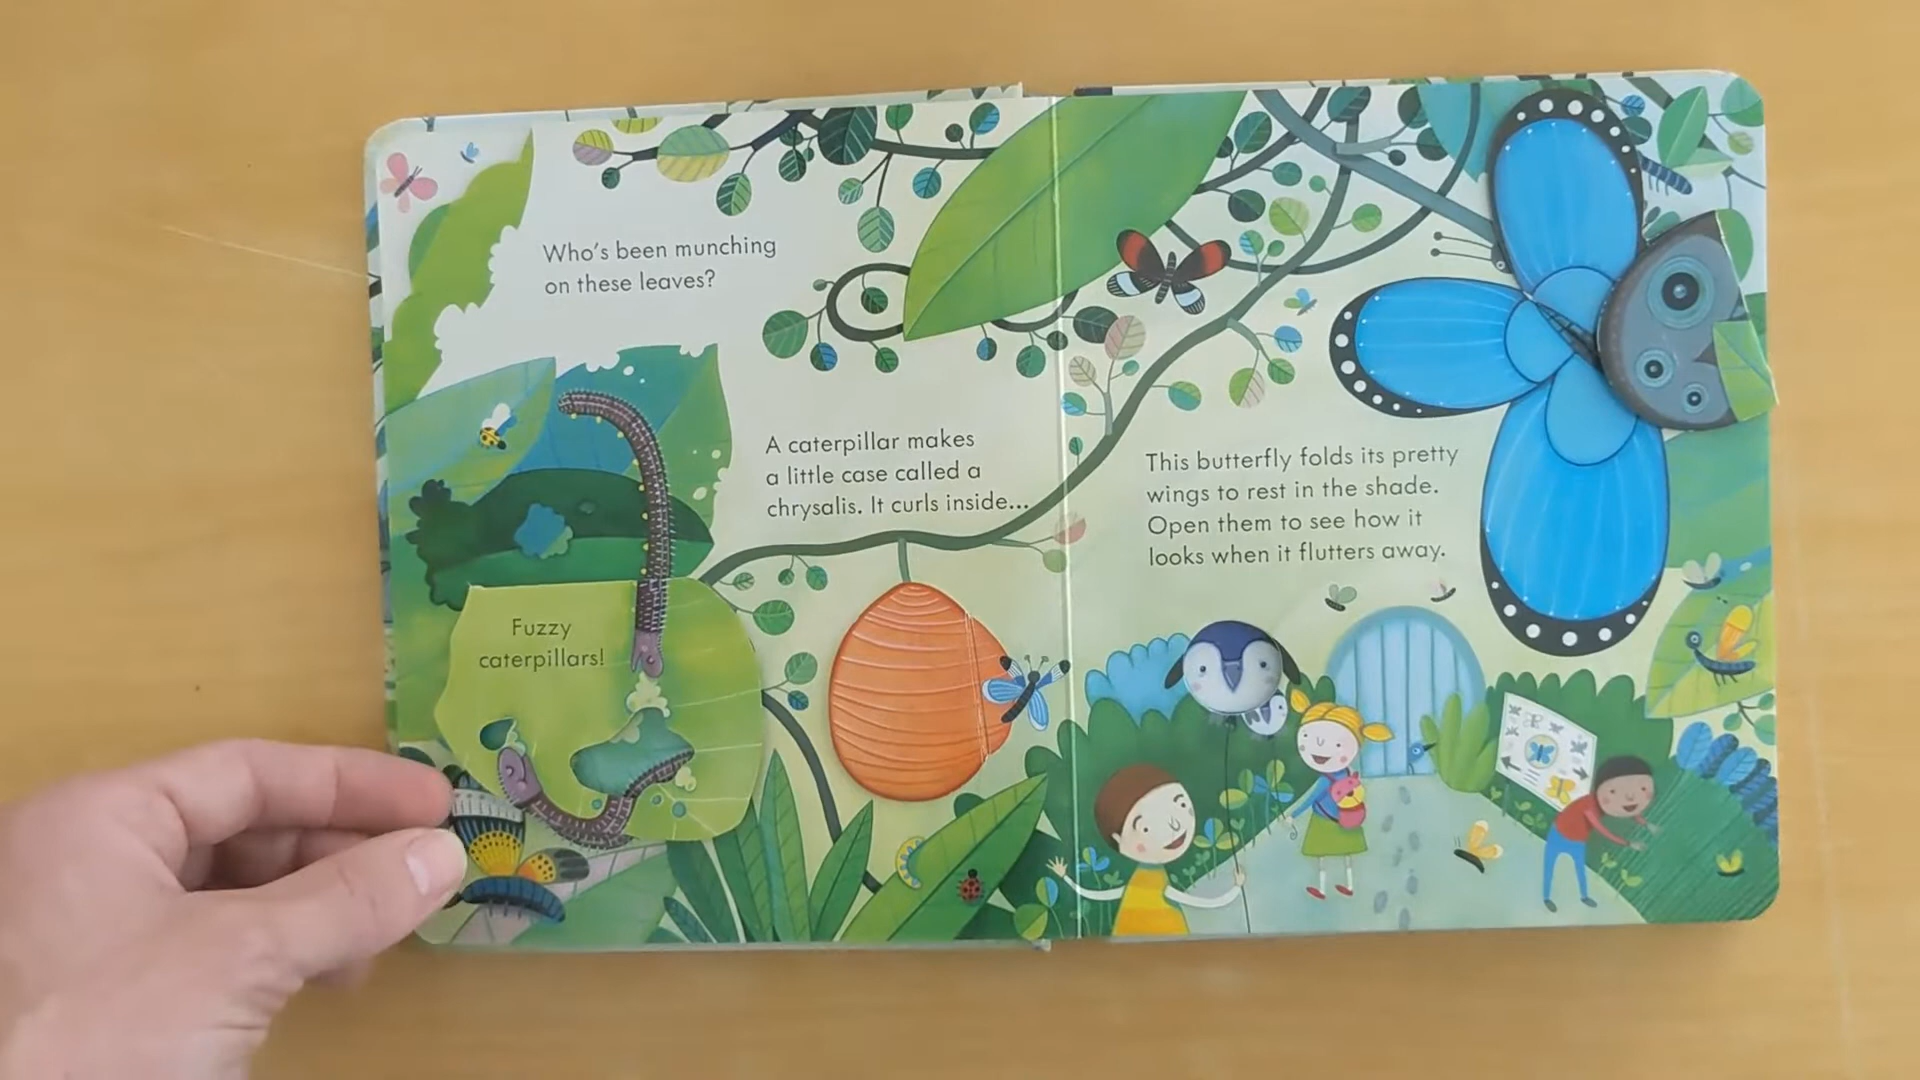 Who's been munching
on these leaves?
Fuzzy
caterpillars!
A caterpillar makes
a little case called a
chrysalis. It curls inside...
This butterfly folds its pretty
wings to rest in the shade.
Open them to see how it
looks when it flutters away.